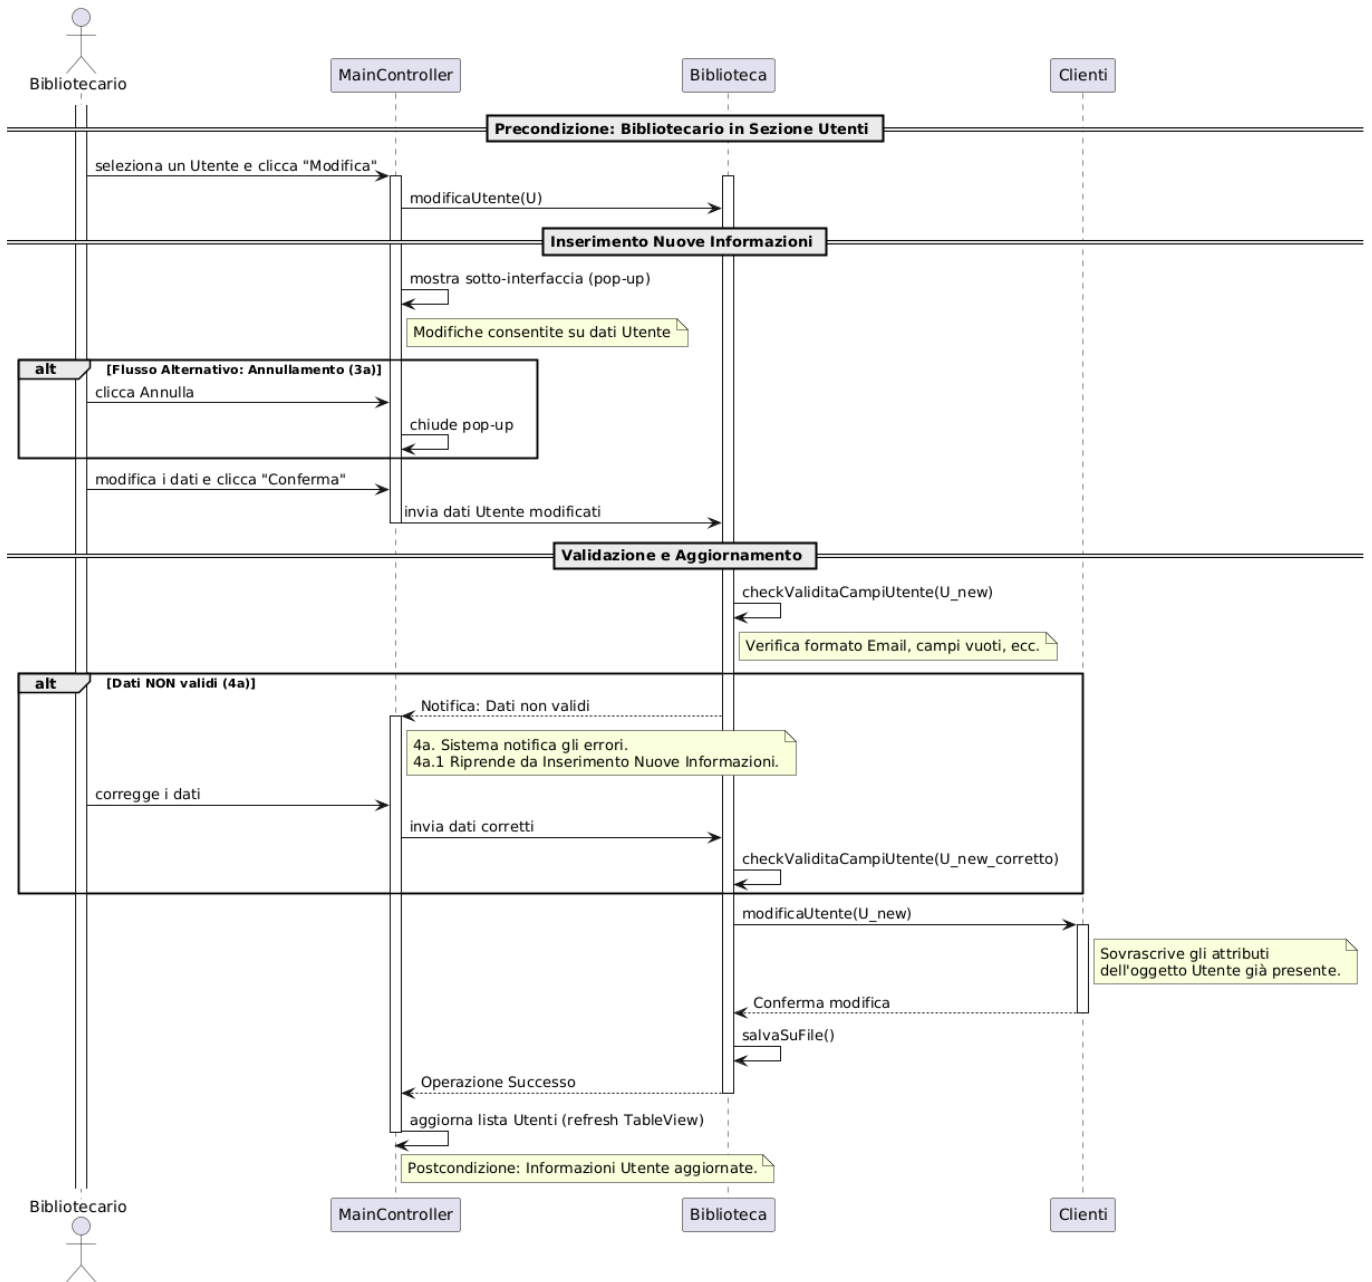 Bibliotecario
MainController
Biblioteca
Clienti
Precondizione: Bibliotecario in Sezione Utenti
seleziona un Utente e clicca "Modifica"
modificaUtente(U)
Inserimento Nuove Informazioni
mostra sotto-interfaccia (pop-up)
Modifiche consentite su dati Utente
alt
[Flusso Alternativo: Annullamento (3a)]
clicca Annulla
chiude pop-up
modifica i dati e clicca "Conferma"
invia dati Utente modificati
Validazione e Aggiornamento
checkValiditaCampiUtente(U_new)
Verifica formato Email, campi vuoti, ecc.
alt
[Dati NON validi (4a)]
Notifica: Dati non validi
4a. Sistema notifica gli errori.
4a.1 Riprende da Inserimento Nuove Informazioni.
corregge i dati
invia dati corretti
checkValiditaCampiUtente(U_new_corretto)
modificaUtente(U_new)
Sovrascrive gli attributi
dell'oggetto Utente già presente.
Conferma modifica
salvaSuFile()
Operazione Successo
aggiorna lista Utenti (refresh TableView)
Postcondizione: Informazioni Utente aggiornate.
Bibliotecario
MainController
Biblioteca
Clienti